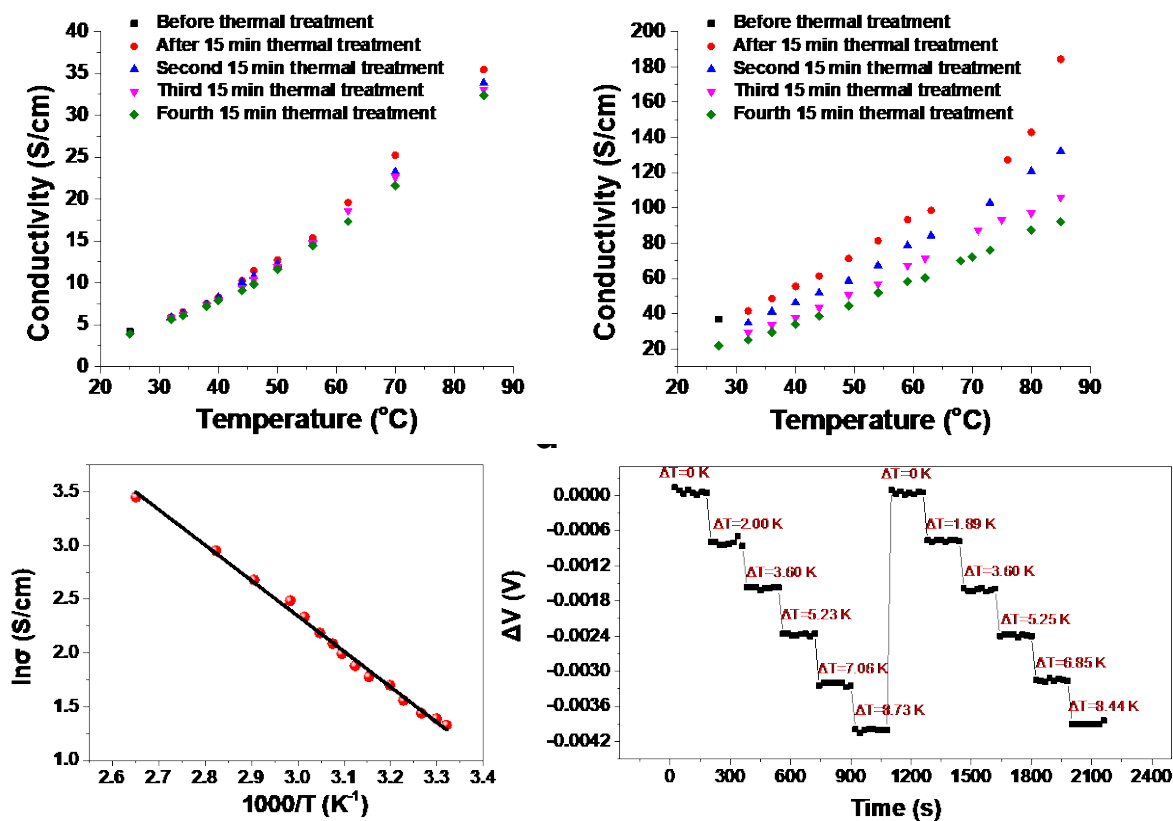 Before thermal treatment
After 15 min thermal treatment
Second 15 min thermal treatment
Third 15 min thermal treatment
Fourth 15 min thermal treatment
Conductivity (S/cm)
40
35
30
25
20
15
10
5
0
20 30 40 50 60 70 80 90
Temperature (°C)
Before thermal treatment
After 15 min thermal treatment
Second 15 min thermal treatment
Third 15 min thermal treatment
Fourth 15 min thermal treatment
Conductivity (S/cm)
200
180
160
140
120
100
80
60
40
20
20 30 40 50 60 70 80 90
Temperature (°C)
lnσ (S/cm)
3.5
3.0
2.5
2.0
1.5
1.0
2.6 2.7 2.8 2.9 3.0 3.1 3.2 3.3 3.4
1000/T (K⁻¹)
ΔV (V)
0.0000
-0.0006
-0.0012
-0.0018
-0.0024
-0.0030
-0.0036
-0.0042
ΔT=0 K
ΔT=2.00 K
ΔT=3.60 K
ΔT=5.23 K
ΔT=7.06 K
ΔT=8.73 K
ΔT=0 K
ΔT=1.89 K
ΔT=3.60 K
ΔT=5.25 K
ΔT=6.85 K
ΔT=8.44 K
0 300 600 900 1200 1500 1800 2100 2400
Time (s)